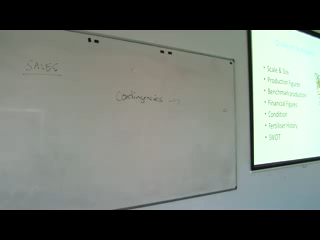 SALES
Contingencies
• Scale & Size
• Production Figures
• Benchmark production
• Financial Figures
• Condition
• Fertiliser history
• SWOT